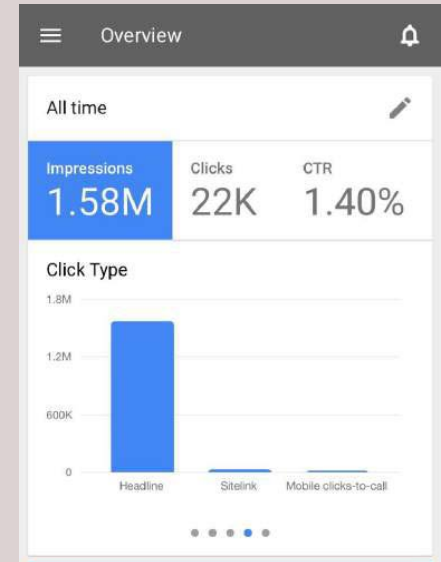 Overview
All time
Impressions Clicks CTR
1.58M 22K 1.40%
Click Type
1.8M
1.2M
600K
0
Headline Sitelink Mobile clicks-to-call